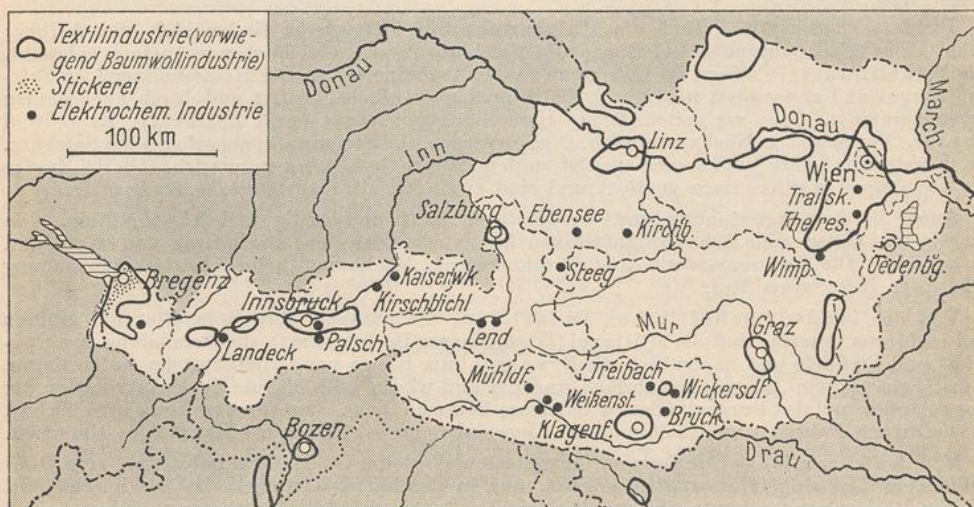 Textilindustrie (vorwie-
gend Baumwollindustrie)
Stickerei
Elektrochem. Industrie
100 km
Donau
Inn
Linz
Donau
March
Wien
Traisk.
Theres.
Salzburg
Ebensee
Kirchb.
Steeg
Wimp.
Oedenbg.
Bregenz
Kaiserwk.
Kirschbichl
Innsbruck
Landeck
Palsch
Lend
Mur
Graz
Mühldf.
Treibach
Wickersdf.
Weißenst.
Brück
Klagenf.
Bozen
Drau